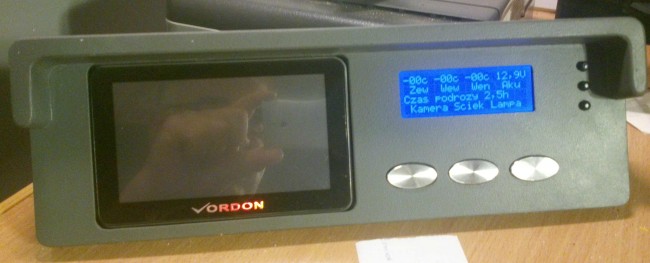 -00c -00c -00c 12,9V
Zew Wew Wen Aku
Czas podrozy 2,5h
Kamera Sciek Lampa
VORDON